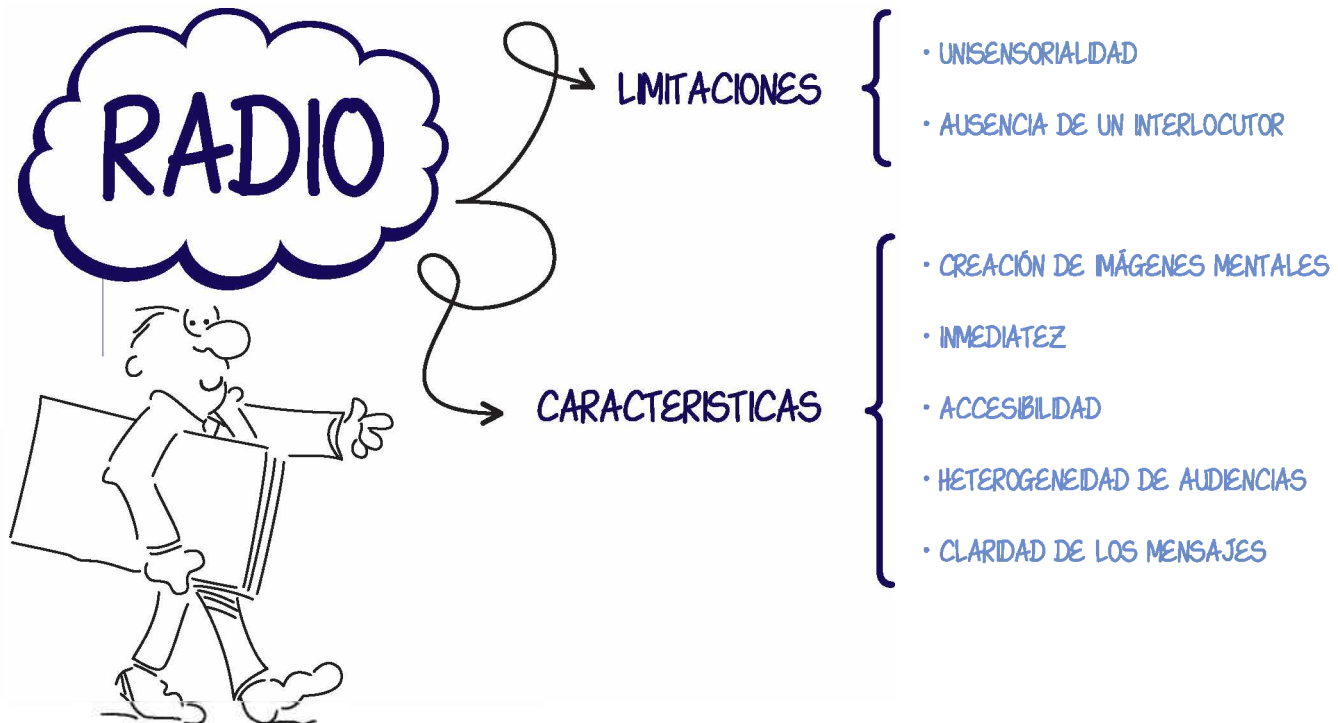 RADIO
LIMITACIONES
• UNISENSORIALIDAD
• AUSENCIA DE UN INTERLOCUTOR
CARACTERISTICAS
• CREACIÓN DE IMÁGENES MENTALES
• INMEDIATEZ
• ACCESIBILIDAD
• HETEROGENEIDAD DE AUDIENCIAS
• CLARIDAD DE LOS MENSAJES